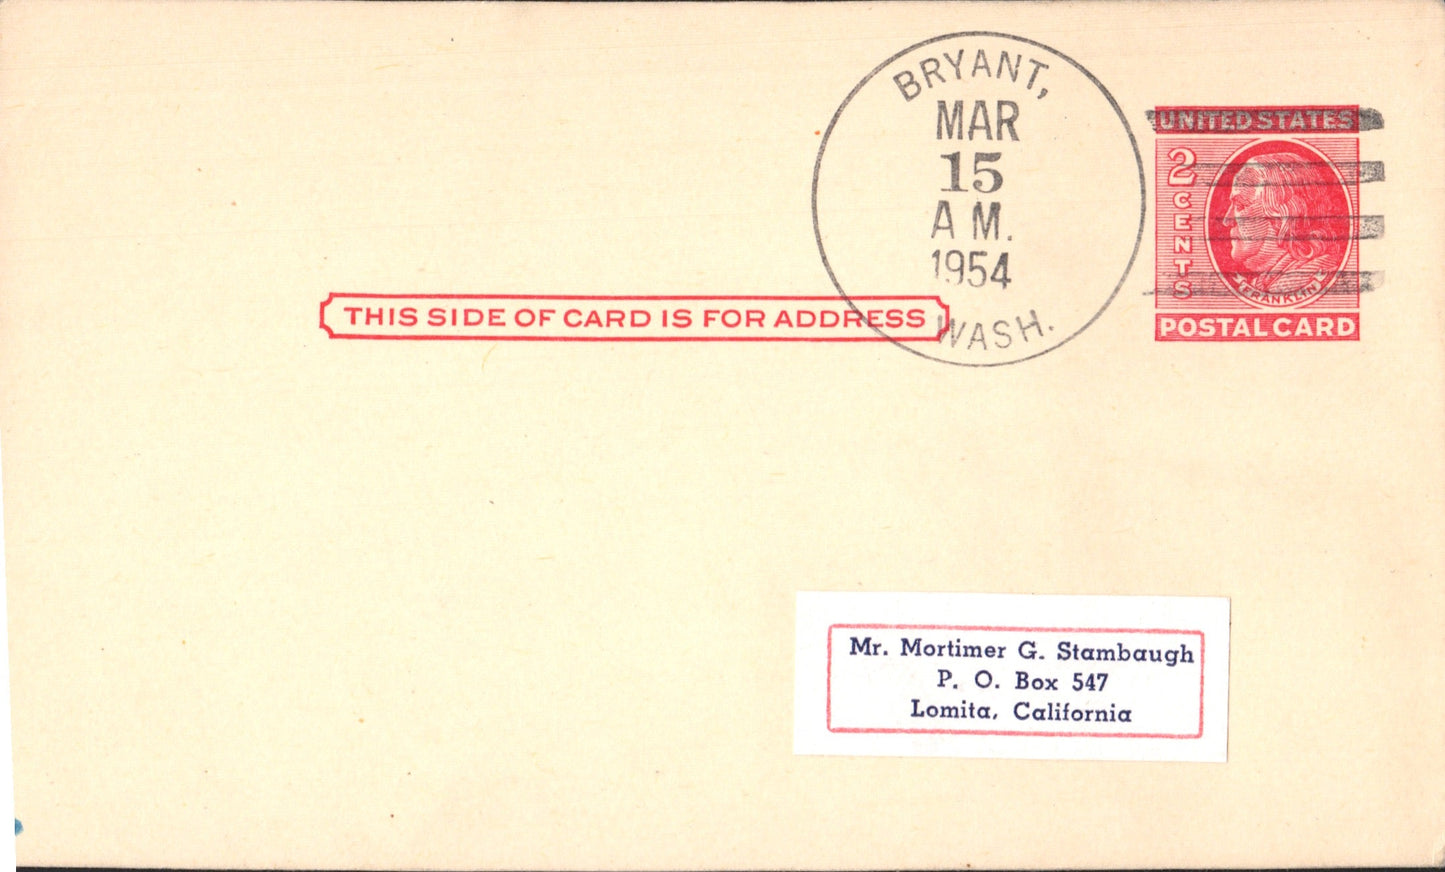 BRYANT,
MAR
15
A M.
1954
WASH.
UNITED STATES
2
CENTS
FRANKLIN
POSTAL CARD
THIS SIDE OF CARD IS FOR ADDRESS
Mr. Mortimer G. Stambaugh
P. O. Box 547
Lomita, California